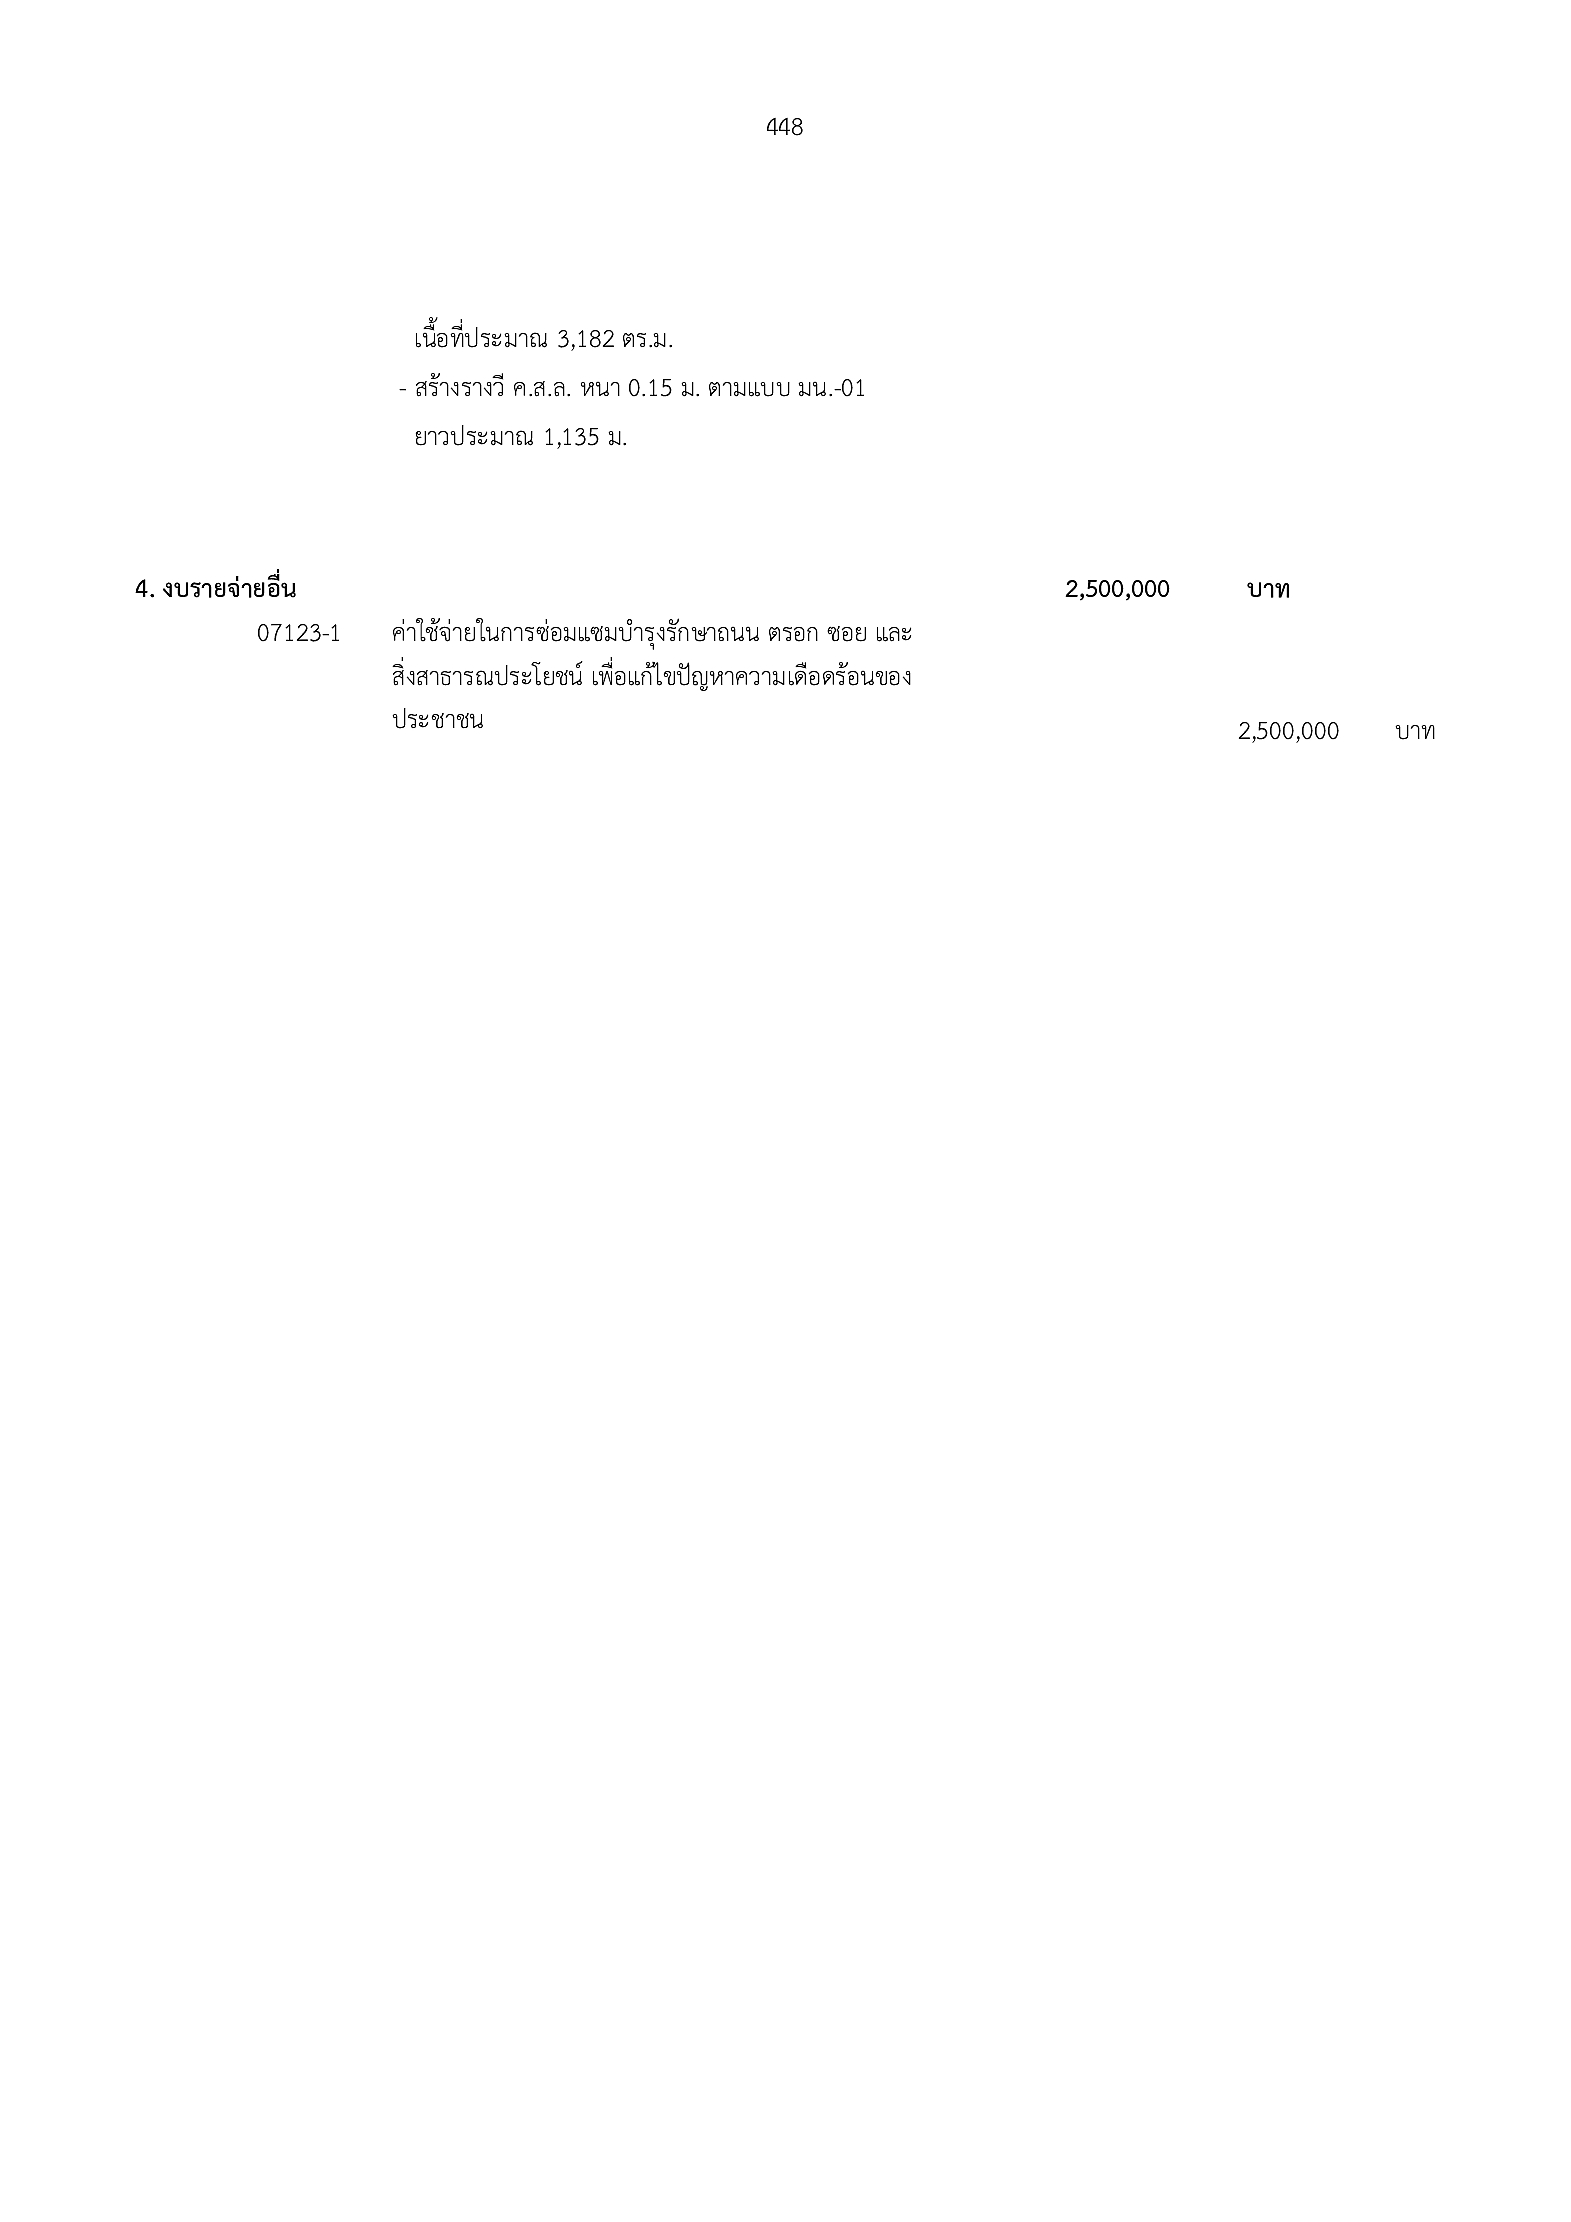 448
เนื้อที่ประมาณ 3,182 ตร.ม.
- สร้างรางวี ค.ส.ล. หนา 0.15 ม. ตามแบบ มน.-01
ยาวประมาณ 1,135 ม.
4. งบรายจ่ายอื่น 2,500,000 บาท
07123-1 ค่าใช้จ่ายในการซ่อมแซมบำรุงรักษาถนน ตรอก ซอย และ
สิ่งสาธารณประโยชน์ เพื่อแก้ไขปัญหาความเดือดร้อนของ
ประชาชน 2,500,000 บาท